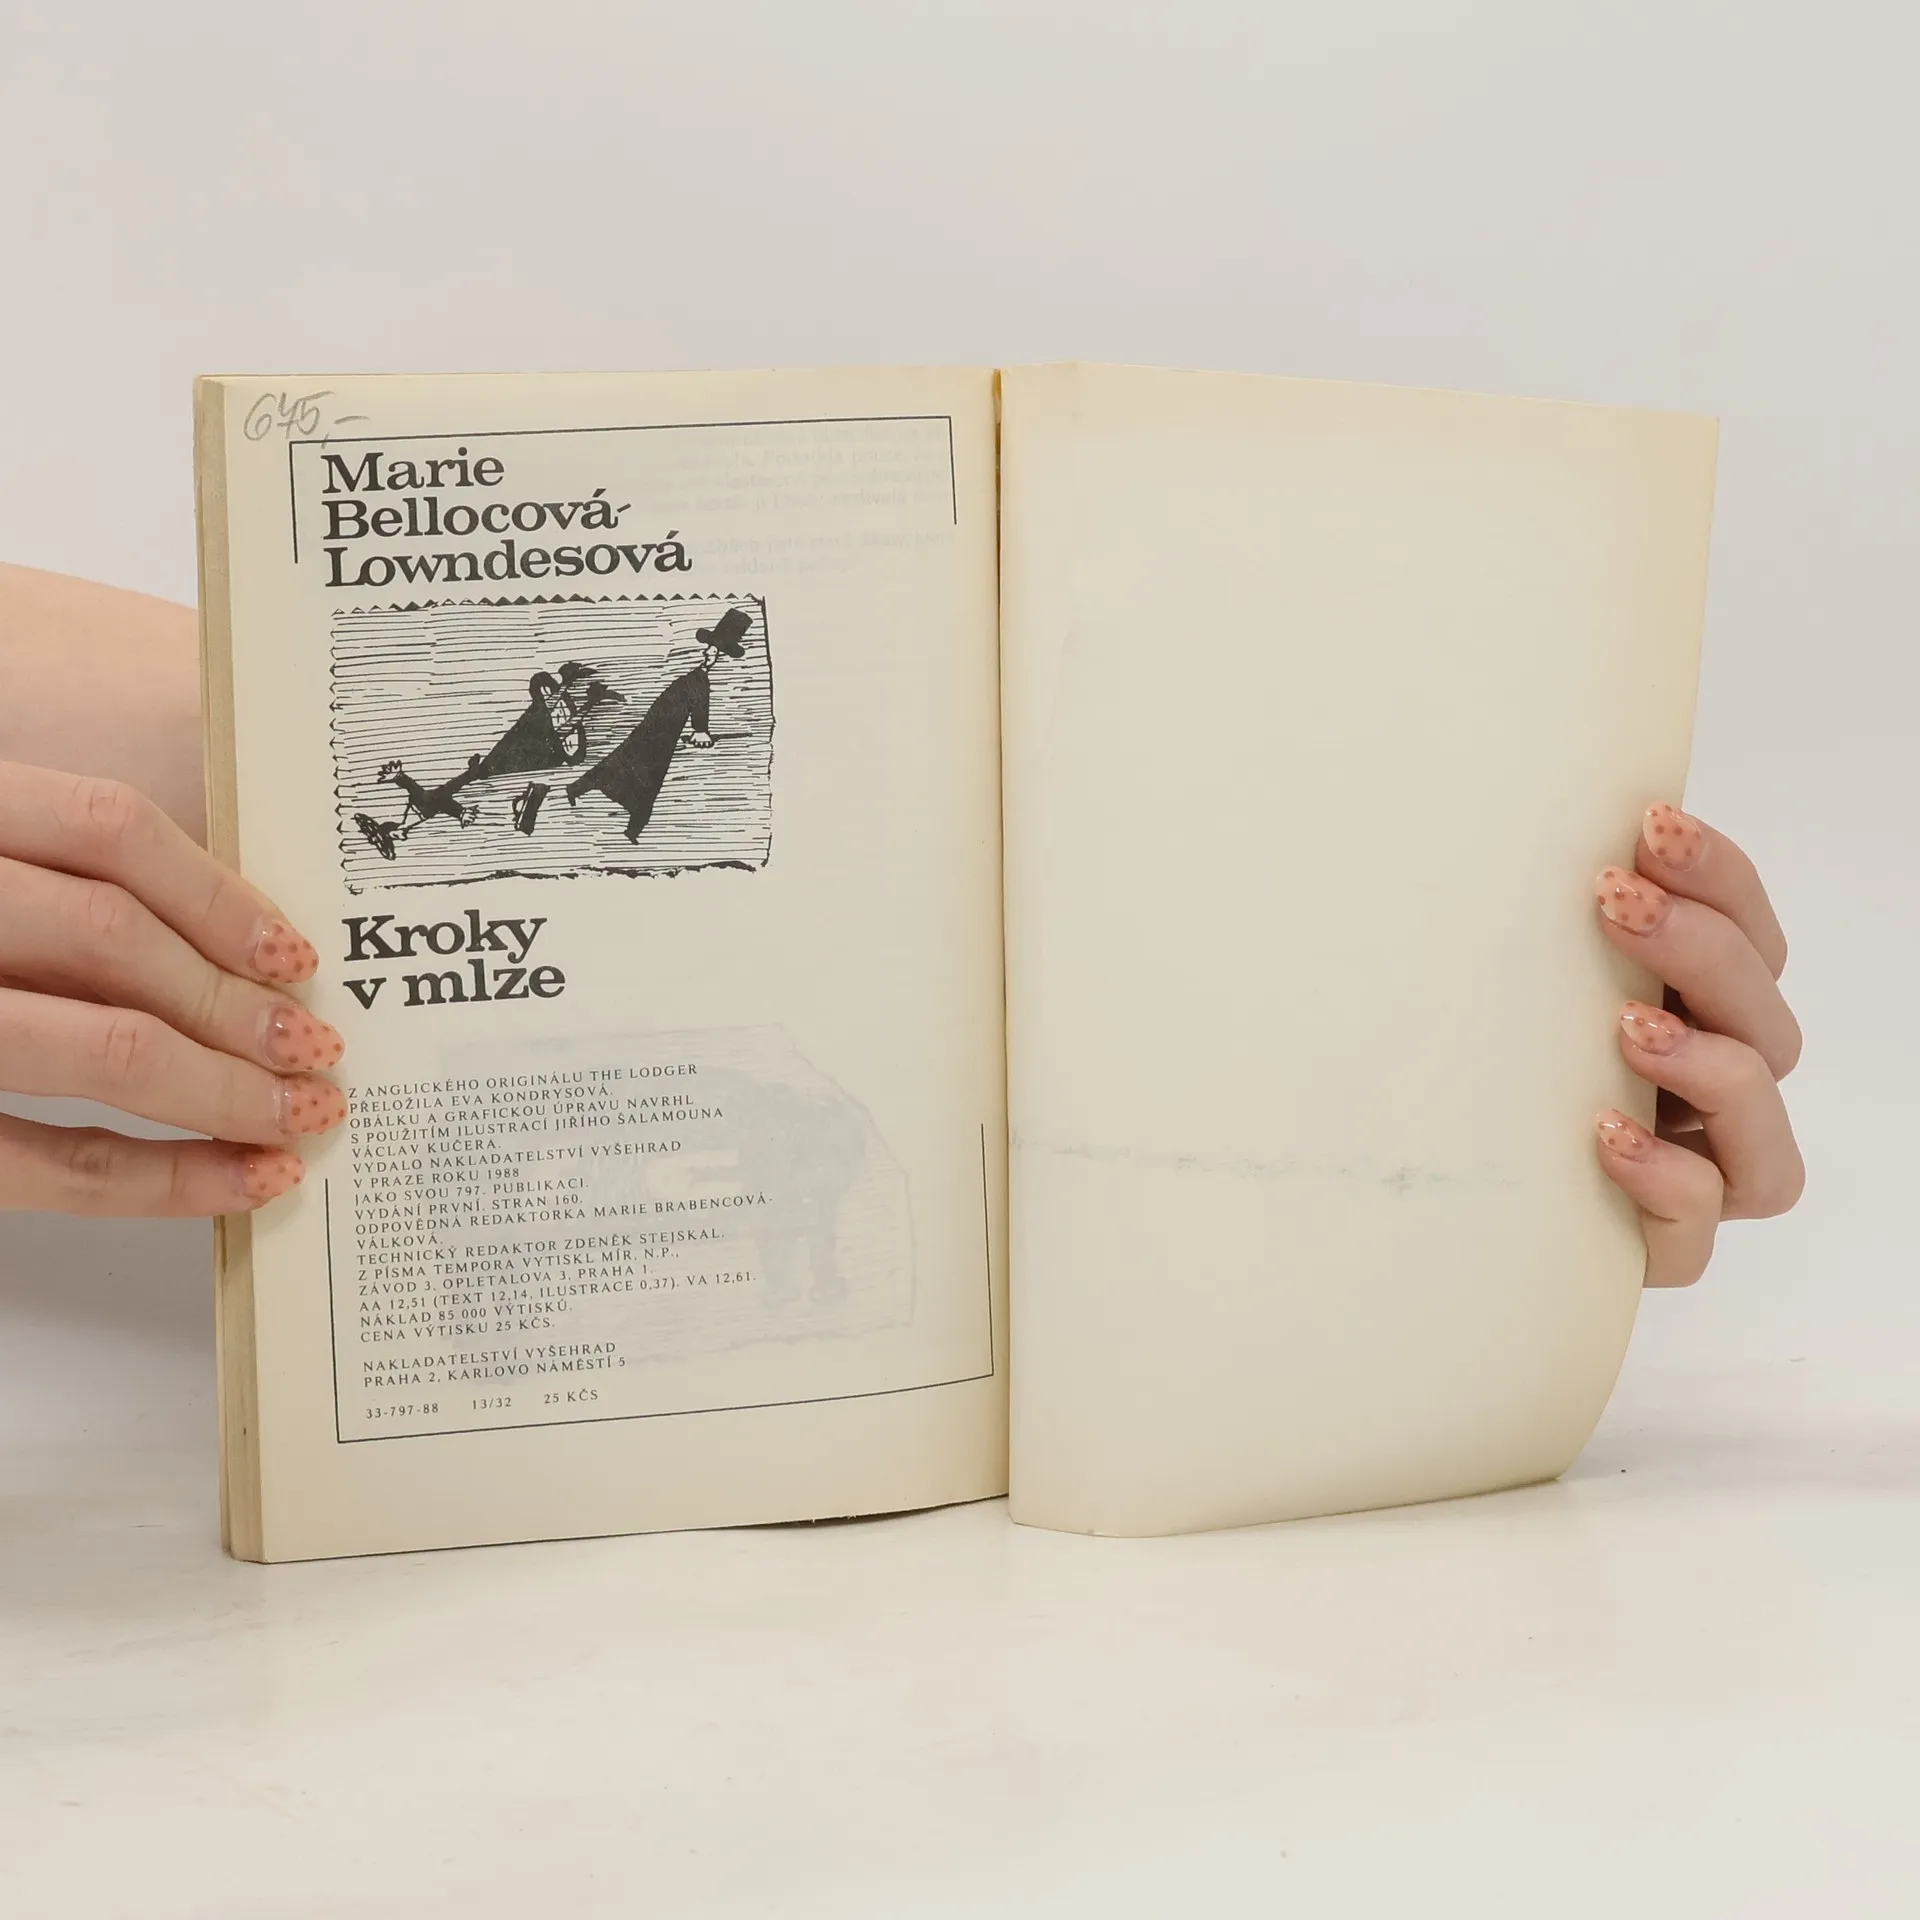 675,-
Marie
Bellocová-
Lowndesová
Kroky
v mlze
Z ANGLICKÉHO ORIGINÁLU THE LODGER
PŘELOŽILA EVA KONDRYSOVÁ.
OBÁLKU A GRAFICKOU ÚPRAVU NAVRHL
S POUŽITÍM ILUSTRACÍ JIŘÍHO ŠALAMOUNA
VÁCLAV KUČERA.
VYDALO NAKLADATELSTVÍ VYŠEHRAD
V PRAZE ROKU 1988
JAKO SVOU 797. PUBLIKACI.
VYDÁNÍ PRVNÍ. STRAN 160.
ODPOVĚDNÁ REDAKTORKA MARIE BRABENCOVÁ-
VÁLKOVÁ.
TECHNICKÝ REDAKTOR ZDENĚK STEJSKAL.
Z PÍSMA TEMPORA VYTISKL MÍR, N.P.,
ZÁVOD 3, OPLETALOVA 3, PRAHA 1.
AA 12,51 (TEXT 12,14, ILUSTRACE 0,37). VA 12,61.
NÁKLAD 85 000 VÝTISKŮ.
CENA VÝTISKU 25 KČS.
NAKLADATELSTVÍ VYŠEHRAD
PRAHA 2, KARLOVO NÁMĚSTÍ 5
33-797-88 13/32 25 KČS